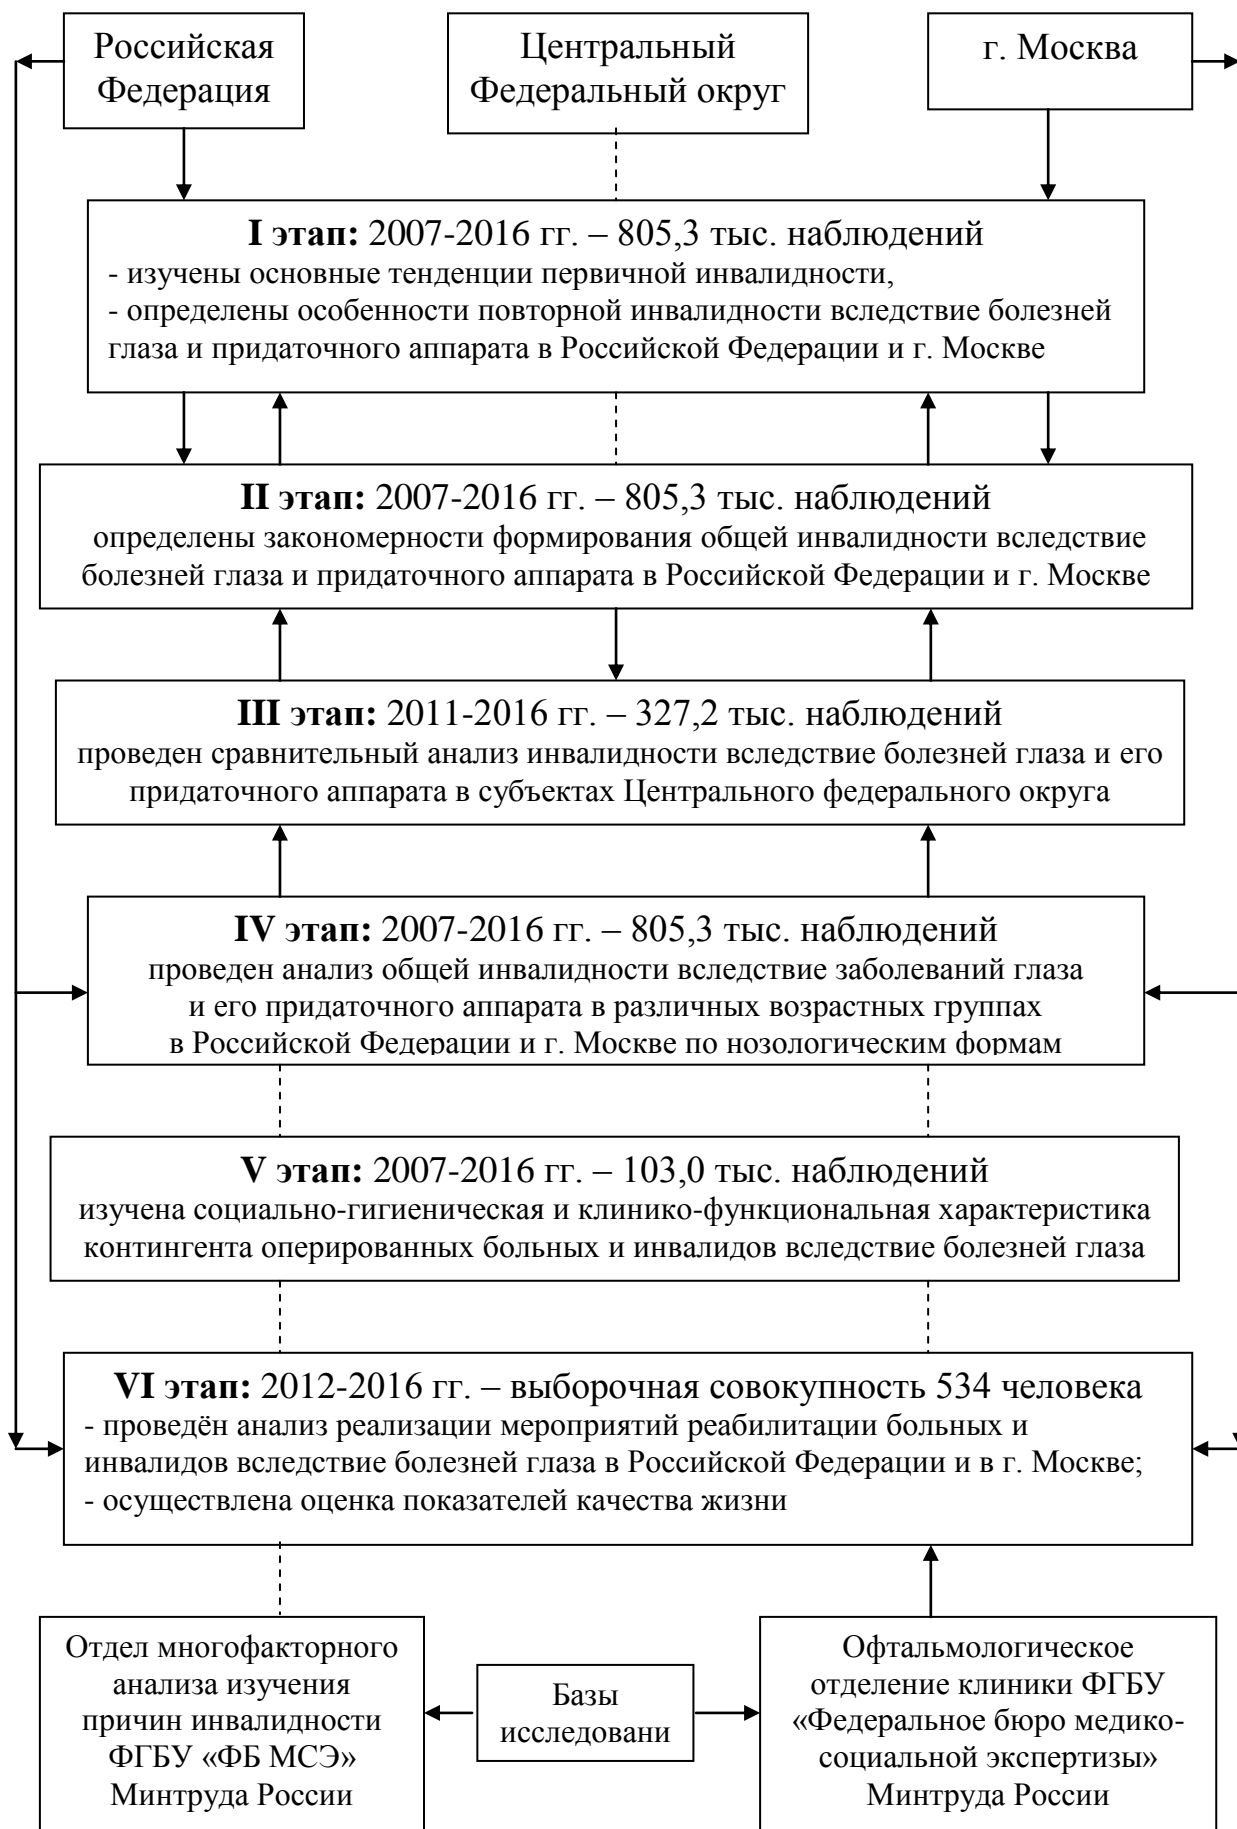 Российская
Федерация
Центральный
Федеральный округ
г. Москва
I этап: 2007-2016 гг. – 805,3 тыс. наблюдений
- изучены основные тенденции первичной инвалидности,
- определены особенности повторной инвалидности вследствие болезней
глаза и придаточного аппарата в Российской Федерации и г. Москве
II этап: 2007-2016 гг. – 805,3 тыс. наблюдений
определены закономерности формирования общей инвалидности вследствие
болезней глаза и придаточного аппарата в Российской Федерации и г. Москве
III этап: 2011-2016 гг. – 327,2 тыс. наблюдений
проведен сравнительный анализ инвалидности вследствие болезней глаза и его
придаточного аппарата в субъектах Центрального федерального округа
IV этап: 2007-2016 гг. – 805,3 тыс. наблюдений
проведен анализ общей инвалидности вследствие заболеваний глаза
и его придаточного аппарата в различных возрастных группах
в Российской Федерации и г. Москве по нозологическим формам
V этап: 2007-2016 гг. – 103,0 тыс. наблюдений
изучена социально-гигиеническая и клинико-функциональная характеристика
контингента оперированных больных и инвалидов вследствие болезней глаза
VI этап: 2012-2016 гг. – выборочная совокупность 534 человека
- проведён анализ реализации мероприятий реабилитации больных и
инвалидов вследствие болезней глаза в Российской Федерации и в г. Москве;
- осуществлена оценка показателей качества жизни
Отдел многофакторного
анализа изучения
причин инвалидности
ФГБУ «ФБ МСЭ»
Минтруда России
Базы
исследовани
Офтальмологическое
отделение клиники ФГБУ
«Федеральное бюро медико-
социальной экспертизы»
Минтруда России